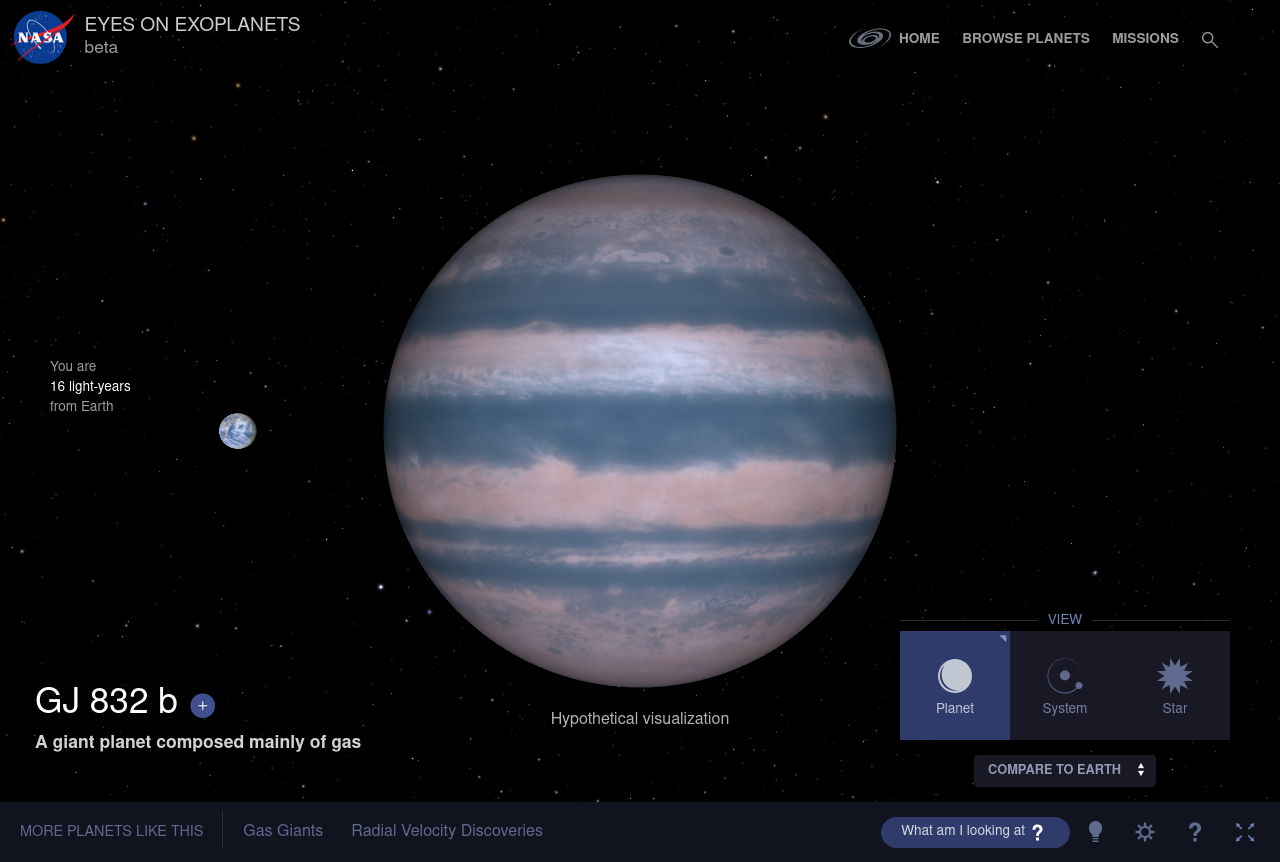 NASA
EYES ON EXOPLANETS
beta
HOME
BROWSE PLANETS
MISSIONS
You are
16 light-years
from Earth
GJ 832 b +
A giant planet composed mainly of gas
Hypothetical visualization
VIEW
Planet
System
Star
COMPARE TO EARTH
MORE PLANETS LIKE THIS
Gas Giants
Radial Velocity Discoveries
What am I looking at ?
?